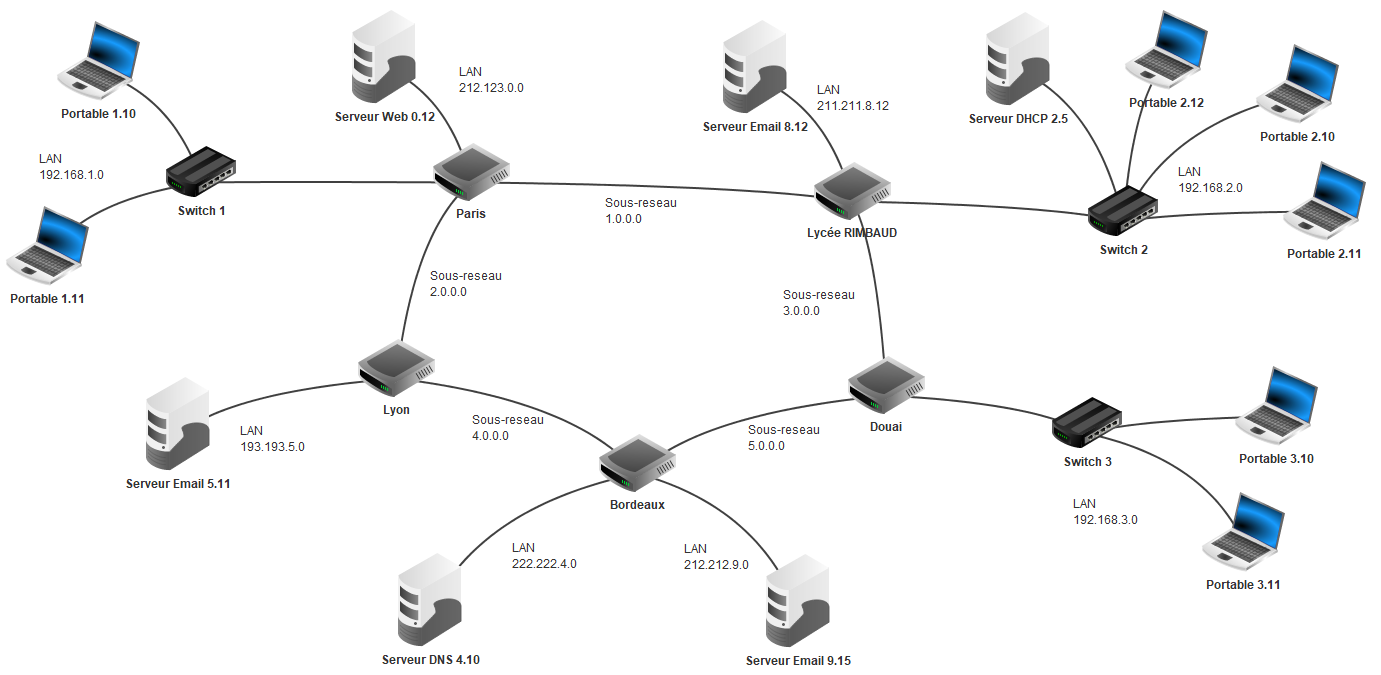 Portable 1.10
LAN
192.168.1.0
Portable 1.11
Switch 1
Serveur Web 0.12
LAN
212.123.0.0
Paris
Sous-reseau
1.0.0.0
Serveur Email 8.12
LAN
211.211.8.12
Lycée RIMBAUD
Serveur DHCP 2.5
Portable 2.12
Portable 2.10
LAN
192.168.2.0
Switch 2
Portable 2.11
Sous-reseau
2.0.0.0
Sous-reseau
3.0.0.0
Lyon
Serveur Email 5.11
LAN
193.193.5.0
Sous-reseau
4.0.0.0
Sous-reseau
5.0.0.0
Douai
Bordeaux
Switch 3
Portable 3.10
LAN
192.168.3.0
Portable 3.11
LAN
222.222.4.0
Serveur DNS 4.10
LAN
212.212.9.0
Serveur Email 9.15